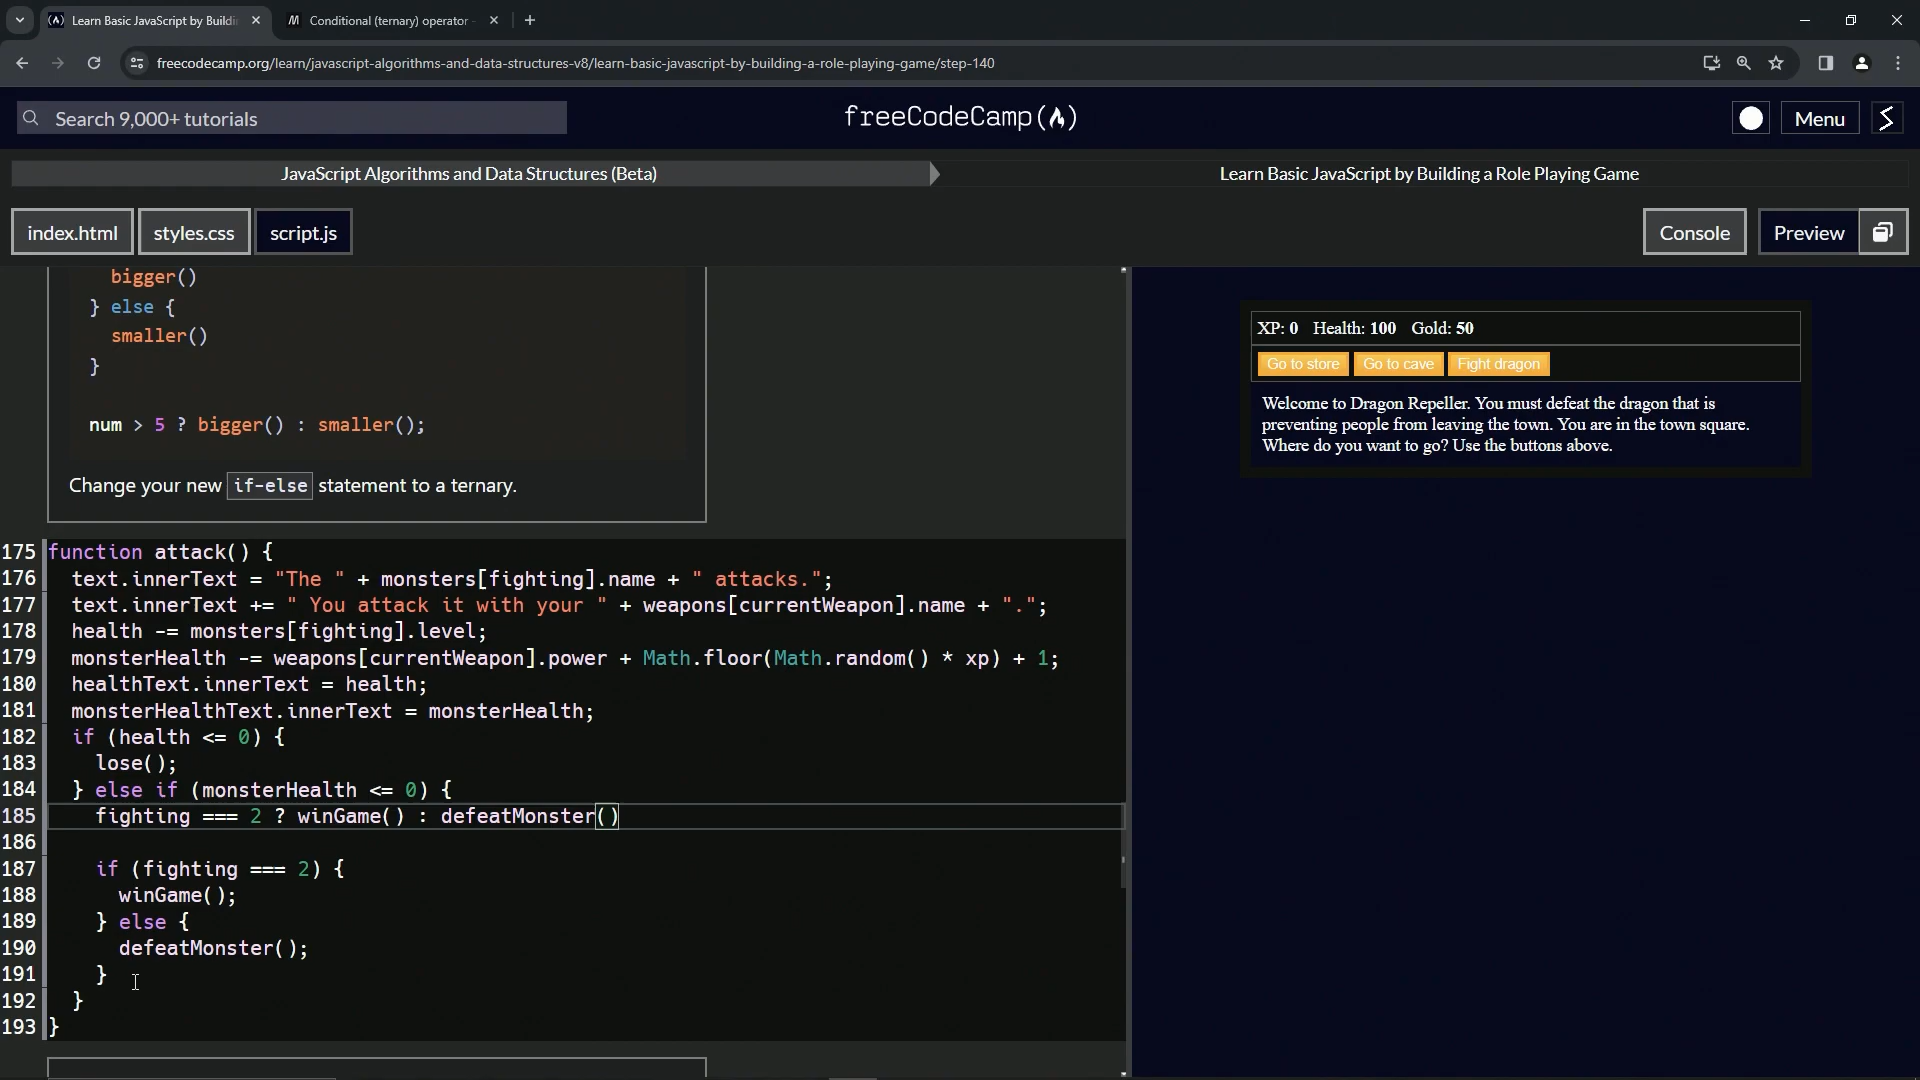 Learn Basic JavaScript by Buildi
Conditional (ternary) operator -
freecodecamp.org/learn/javascript-algorithms-and-data-structures-v8/learn-basic-javascript-by-building-a-role-playing-game/step-140
Search 9,000+ tutorials
freeCodeCamp
Menu
JavaScript Algorithms and Data Structures (Beta)
Learn Basic JavaScript by Building a Role Playing Game
index.html
styles.css
script.js
Console
Preview
bigger()
} else {
smaller()
}
num > 5 ? bigger() : smaller();
Change your new if-else statement to a ternary.
175 function attack() {
176 text.innerText = "The " + monsters[fighting].name + " attacks.";
177 text.innerText += " You attack it with your " + weapons[currentWeapon].name + ".";
178 health -= monsters[fighting].level;
179 monsterHealth -= weapons[currentWeapon].power + Math.floor(Math.random() * xp) + 1;
180 healthText.innerText = health;
181 monsterHealthText.innerText = monsterHealth;
182 if (health <= 0) {
183 lose();
184 } else if (monsterHealth <= 0) {
185 fighting === 2 ? winGame() : defeatMonster()
186
187 if (fighting === 2) {
188 winGame();
189 } else {
190 defeatMonster();
191 }
192 }
193 }
XP: 0 Health: 100 Gold: 50
Go to store
Go to cave
Fight dragon
Welcome to Dragon Repeller. You must defeat the dragon that is
preventing people from leaving the town. You are in the town square.
Where do you want to go? Use the buttons above.